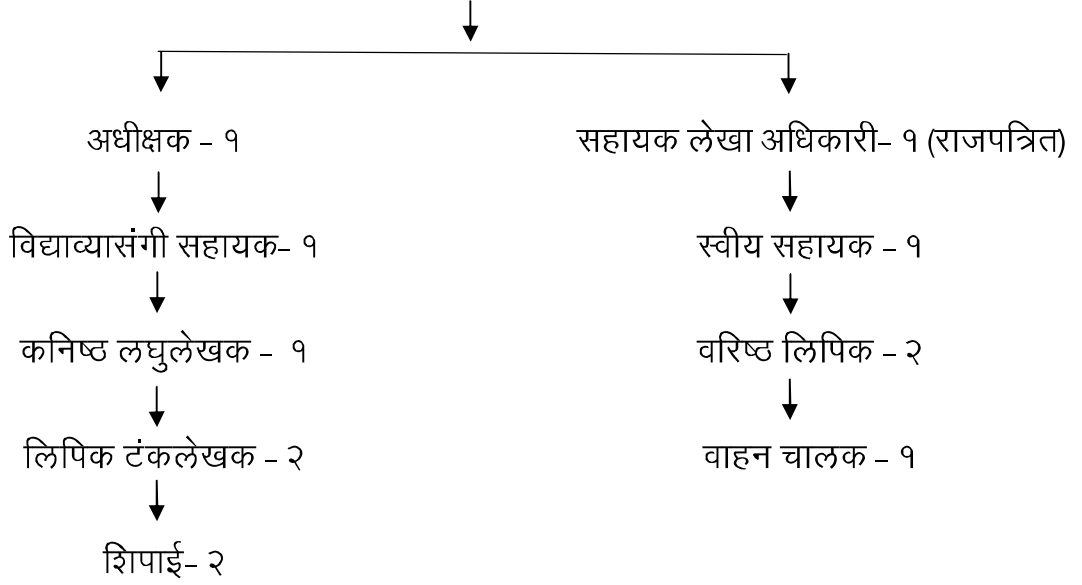 अधीक्षक – १
सहायक लेखा अधिकारी– १ (राजपत्रित)
विद्याव्यासंगी सहायक– १
स्वीय सहायक – १
कनिष्ठ लघुलेखक – १
वरिष्ठ लिपिक – २
लिपिक टंकलेखक – २
वाहन चालक – १
शिपाई– २